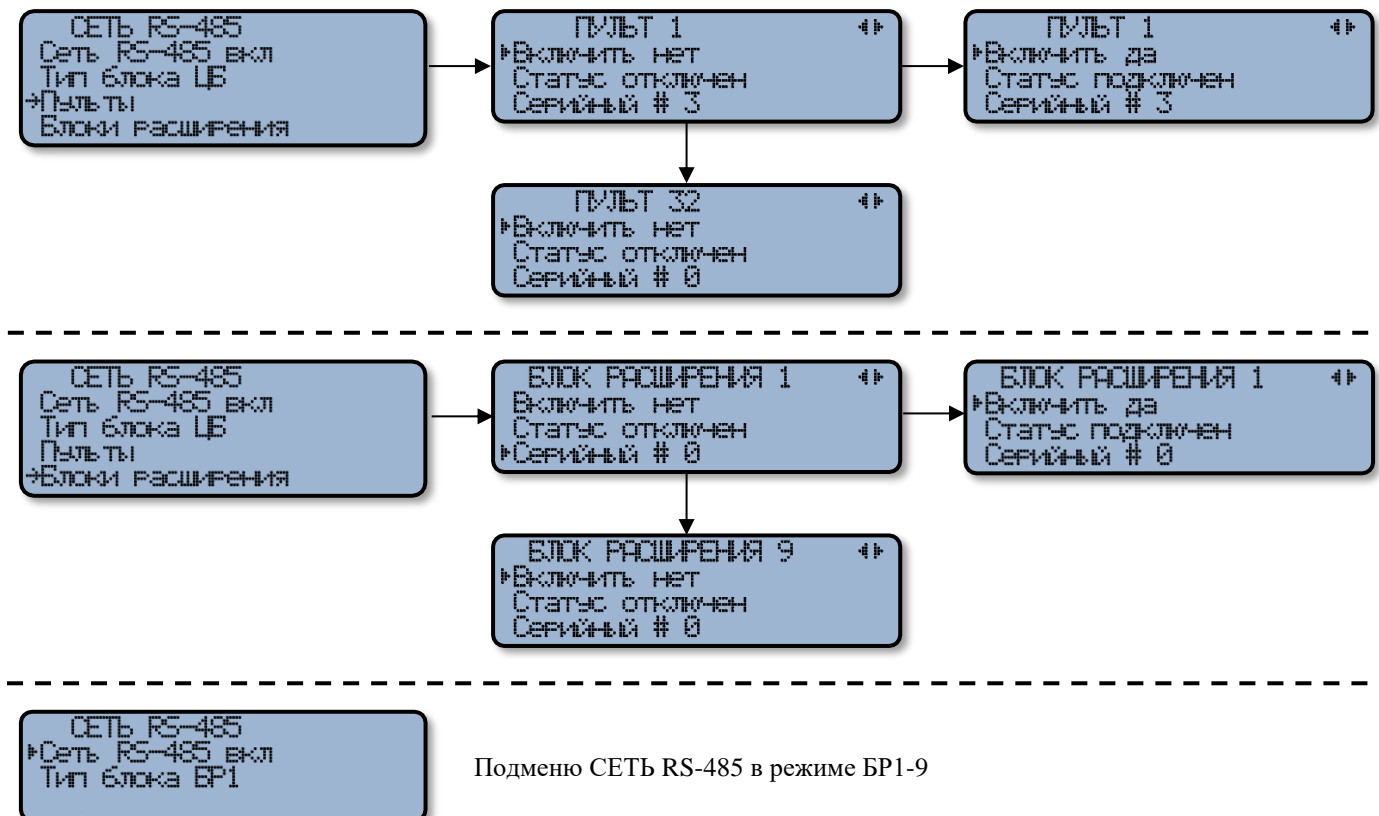 СЕТЬ RS-485
Сеть RS-485 вкл
Тип блока ЦБ
Пульты
Блоки расширения
ПУЛЬТ 1
Включить нет
Статус отключен
Серийный # 3
ПУЛЬТ 1
Включить да
Статус подключен
Серийный # 3
ПУЛЬТ 32
Включить нет
Статус отключен
Серийный # 0
СЕТЬ RS-485
Сеть RS-485 вкл
Тип блока ЦБ
Пульты
Блоки расширения
БЛОК РАСШИРЕНИЯ 1
Включить нет
Статус отключен
Серийный # 0
БЛОК РАСШИРЕНИЯ 1
Включить да
Статус подключен
Серийный # 0
БЛОК РАСШИРЕНИЯ 9
Включить нет
Статус отключен
Серийный # 0
СЕТЬ RS-485
Сеть RS-485 вкл
Тип блока БР1
Подменю СЕТЬ RS-485 в режиме БР1-9